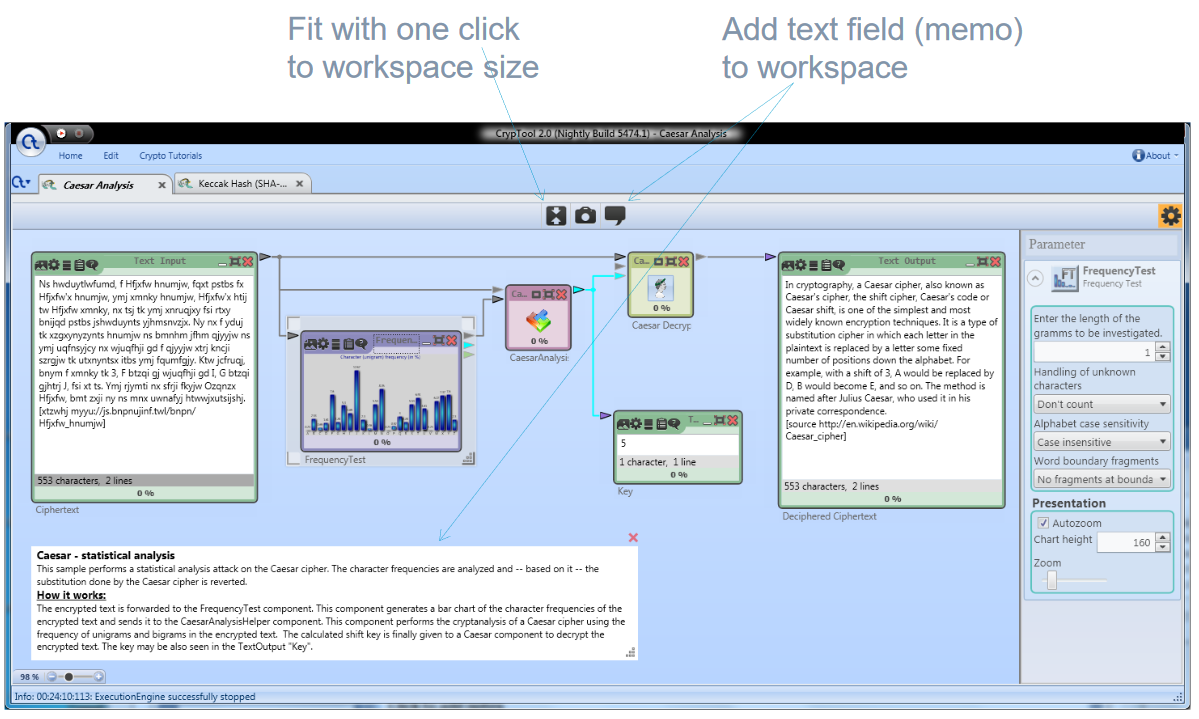 Fit with one click
to workspace size
Add text field (memo)
to workspace
CrypTool 2.0 (Nightly Build 5474.1) - Caesar Analysis
Home Edit Crypto Tutorials
About
Caesar Analysis
Keccak Hash (SHA-...
Text Input
Ns hwduytlwfumd, f Hfjxfw hnumjw, fqxt pstbs fx
Hfjxfw'x hnumjw, ymj xmnky hnumjw, Hfjxfw'x htij
tw Hfjxfw xmnky, nx tsj tk ymj xnruqjxy fsi rtxy
bnijqd pstbs jshwduynts yjhmsnvzjx. Ny nx f yduj
tk xzgxynyzynts hnumjw ns bmnhm jfhm qjyyjw ns
ymj uqfnsyjcy nx wjuqfhji gd f qjyyjw xtrj kncji
szrgjw tk utxnyntsx itbs ymj fqumfgjy. Ktw jcfruqj,
bnym f xmnky tk 3, F btzqi gj wjuqfhji gd I, G btzqi
gjhtrj J, fsi xt ts. Ymj rjymti nx sfrji fkyjw Ozqnzx
Hfjxfw, bmt zxji ny ns mnx uwnafyj htwwjxutsijshj.
[xtzwhj myyu://js.bnpnujinf.twl/bnpn/
Hfjxfw_hnumjw]
553 characters, 2 lines
0 %
Ciphertext
Frequen...
Character (unigram) frequency (in %)
0 %
FrequencyTest
Ca...
0 %
CaesarAnalysis
Ca...
0 %
Caesar Decryp
T...
5
1 character, 1 line
0 %
Key
Text Output
In cryptography, a Caesar cipher, also known as
Caesar's cipher, the shift cipher, Caesar's code or
Caesar shift, is one of the simplest and most
widely known encryption techniques. It is a type of
substitution cipher in which each letter in the
plaintext is replaced by a letter some fixed
number of positions down the alphabet. For
example, with a shift of 3, A would be replaced by
D, B would become E, and so on. The method is
named after Julius Caesar, who used it in his
private correspondence.
[source http://en.wikipedia.org/wiki/
Caesar_cipher]
553 characters, 2 lines
0 %
Deciphered Ciphertext
Parameter
FrequencyTest
Frequency Test
Enter the length of the
gramms to be investigated.
1
Handling of unknown
characters
Don't count
Alphabet case sensitivity
Case insensitive
Word boundary fragments
No fragments at bounda
Presentation
Autozoom
Chart height 160
Zoom
Caesar - statistical analysis
This sample performs a statistical analysis attack on the Caesar cipher. The character frequencies are analyzed and -- based on it -- the
substitution done by the Caesar cipher is reverted.
How it works:
The encrypted text is forwarded to the FrequencyTest component. This component generates a bar chart of the character frequencies of the
encrypted text and sends it to the CaesarAnalysisHelper component. This component performs the cryptanalysis of a Caesar cipher using the
frequency of unigrams and bigrams in the encrypted text. The calculated shift key is finally given to a Caesar component to decrypt the
encrypted text. The key may be also seen in the TextOutput "Key".
98 %
Info: 00:24:10:113: ExecutionEngine successfully stopped